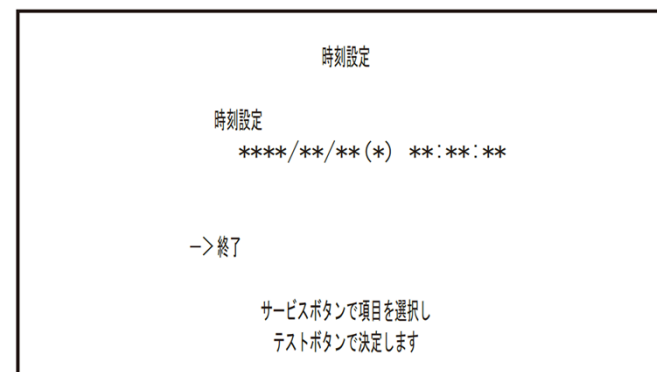 時刻設定
時刻設定
****/**/**(*) **:**:**
－＞終了
サービスボタンで項目を選択し
テストボタンで決定します